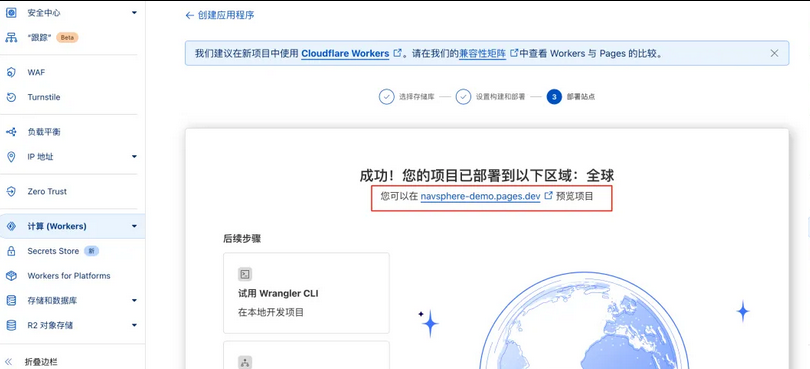 安全中心
“跟踪” Beta
WAF
Turnstile
负载平衡
IP 地址
Zero Trust
计算 (Workers)
Secrets Store 新
Workers for Platforms
存储和数据库
R2 对象存储
折叠边栏
创建应用程序
我们建议在新项目中使用 Cloudflare Workers 。请在我们的兼容性矩阵 中查看 Workers 与 Pages 的比较。
选择存储库 设置构建和部署 3 部署站点
成功！您的项目已部署到以下区域：全球
您可以在 navsphere-demo.pages.dev 预览项目
后续步骤
试用 Wrangler CLI
在本地开发项目